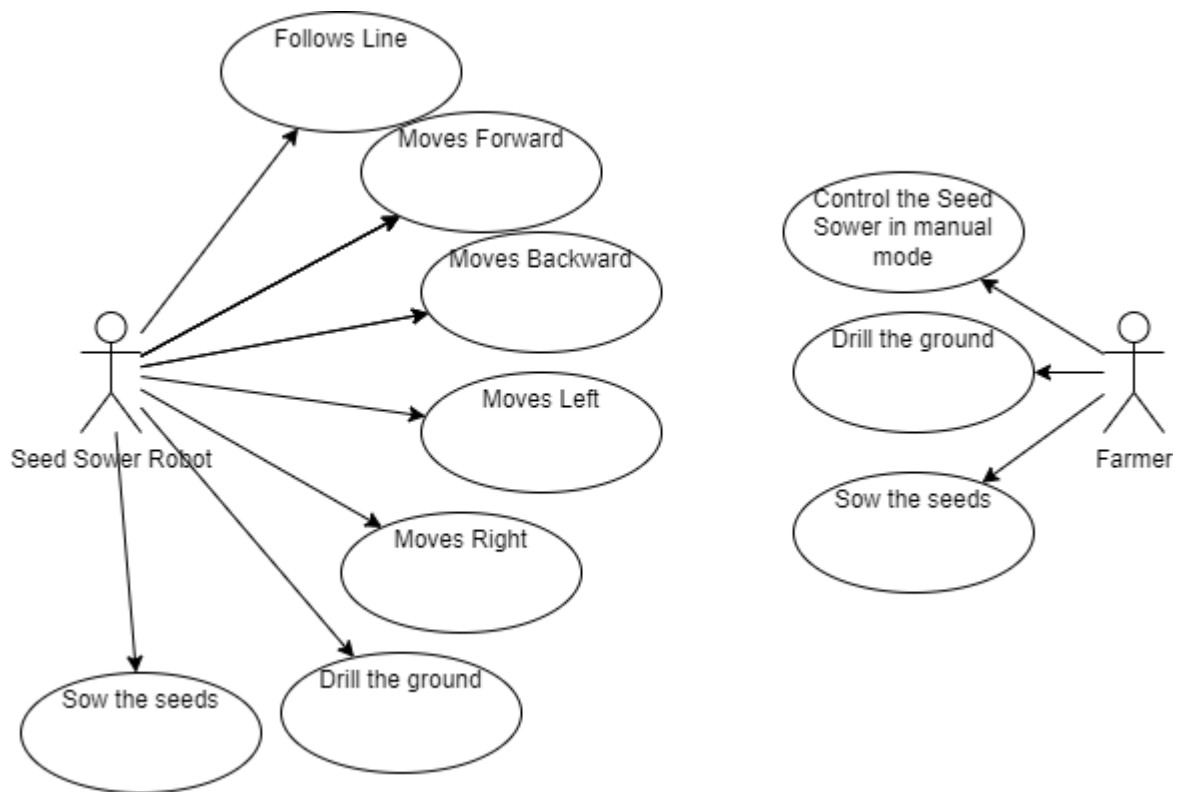 Follows Line
Moves Forward
Moves Backward
Moves Left
Moves Right
Drill the ground
Sow the seeds
Seed Sower Robot
Control the Seed
Sower in manual
mode
Drill the ground
Sow the seeds
Farmer